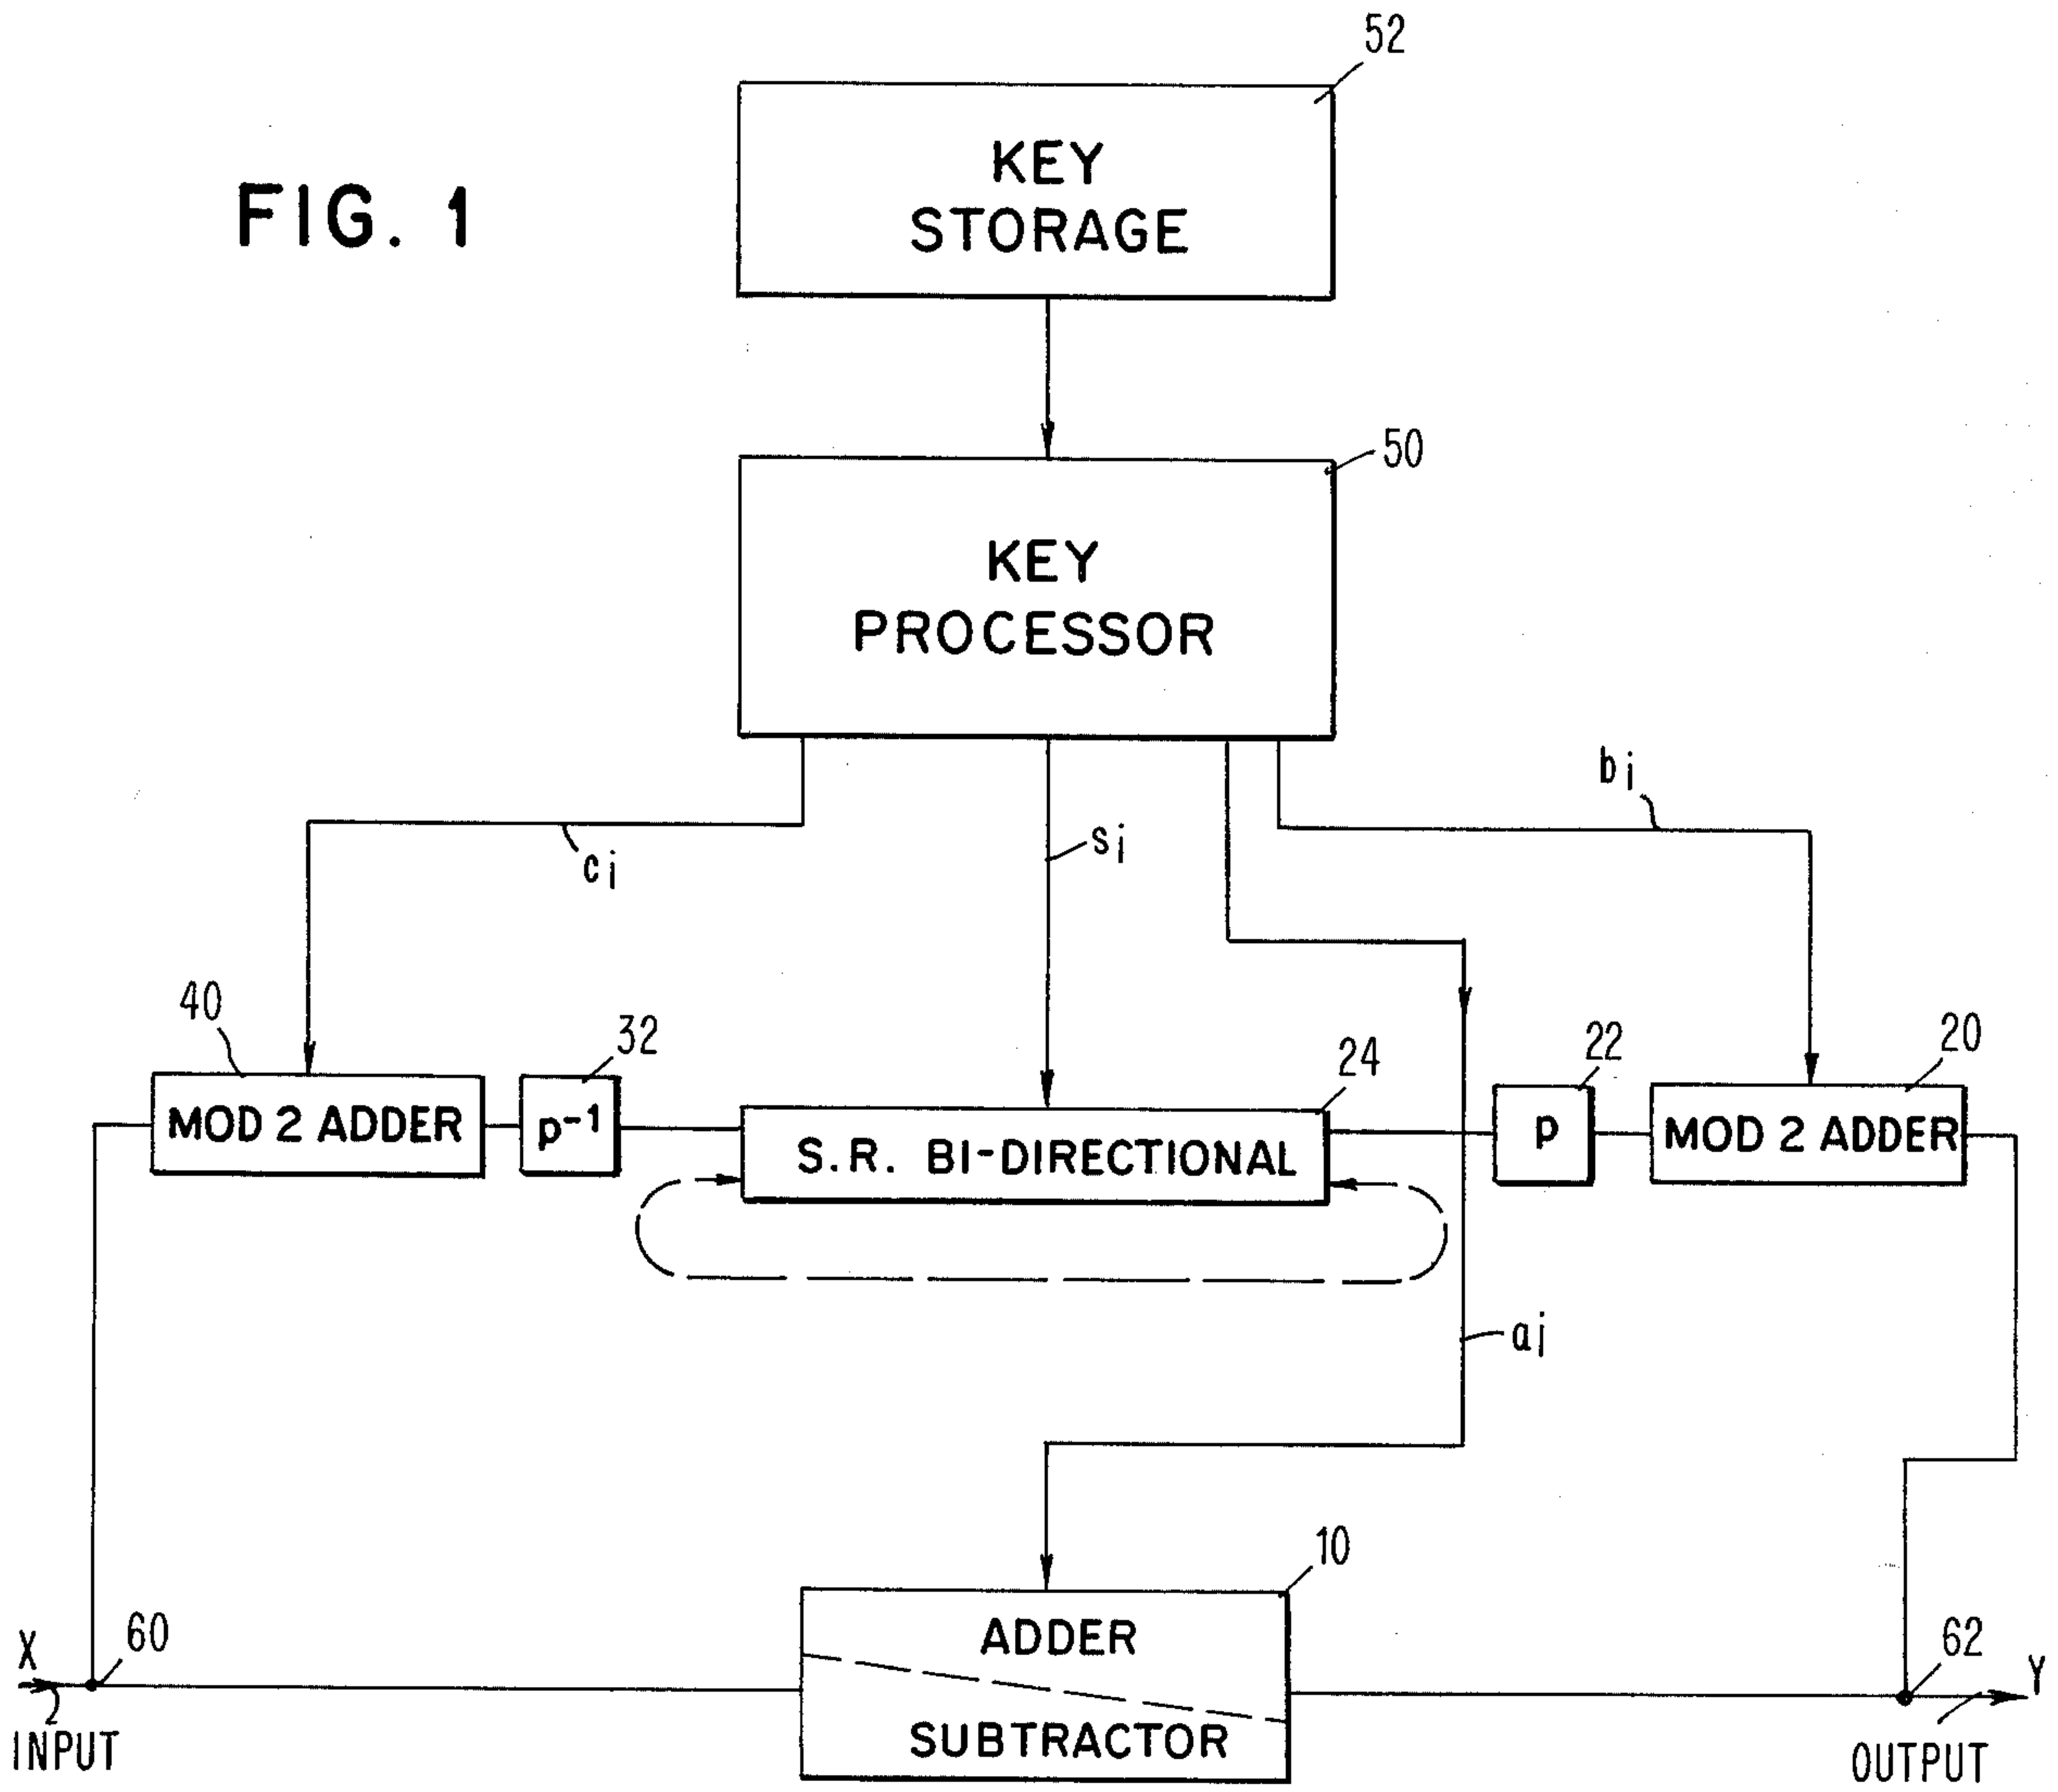 52
KEY
STORAGE
FIG. 1
50
KEY
PROCESSOR
bi
ci
si
40
32
24
22
20
MOD 2 ADDER
p-1
S.R. BI-DIRECTIONAL
p
MOD 2 ADDER
ai
10
ADDER
SUBTRACTOR
X
60
2
INPUT
62
Y
OUTPUT